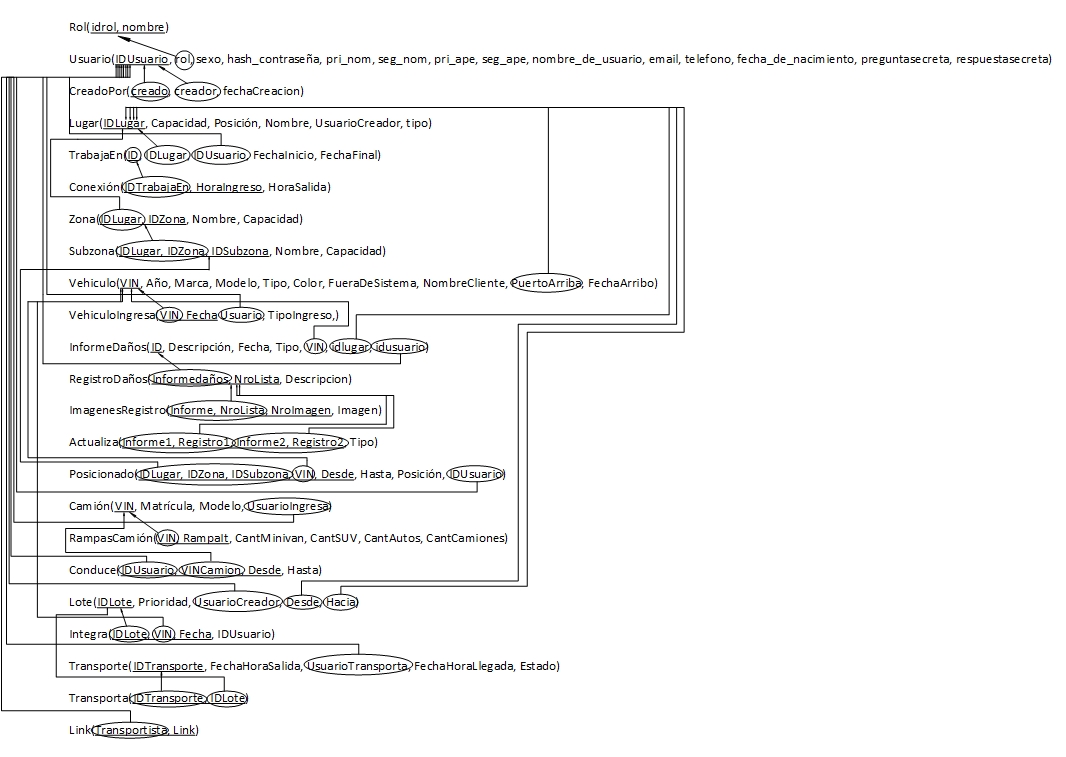 Rol(idrol, nombre)
Usuario(IDUsuario, rol, sexo, hash_contraseña, pri_nom, seg_nom, pri_ape, seg_ape, nombre_de_usuario, email, telefono, fecha_de_nacimiento, preguntasecreta, respuestasecreta)
CreadoPor(creado, creador, fechaCreacion)
Lugar(IDLugar, Capacidad, Posición, Nombre, UsuarioCreador, tipo)
TrabajaEn(ID, IDLugar, IDUsuario, FechaInicio, FechaFinal)
Conexión(IDTrabajaEn, HoraIngreso, HoraSalida)
Zona(IDLugar, IDZona, Nombre, Capacidad)
Subzona(IDLugar, IDZona, IDSubzona, Nombre, Capacidad)
Vehiculo(VIN, Año, Marca, Modelo, Tipo, Color, FueraDeSistema, NombreCliente, PuertoArriba, FechaArribo)
VehiculoIngresa(VIN, Fecha, Usuario, TipoIngreso,)
InformeDaños(ID, Descripción, Fecha, Tipo, VIN, idlugar, idusuario)
RegistroDaños(Informedaños, NroLista, Descripcion)
ImagenesRegistro(Informe, NroLista, NroImagen, Imagen)
Actualiza(Informe1, Registro1, Informe2, Registro2, Tipo)
Posicionado(IDLugar, IDZona, IDSubzona, VIN, Desde, Hasta, Posición, IDUsuario)
Camión(VIN, Matrícula, Modelo, UsuarioIngresa)
RampasCamión(VIN, Rampalt, CantMinivan, CantSUV, CantAutos, CantCamiones)
Conduce(IDUsuario, VINCamion, Desde, Hasta)
Lote(IDLote, Prioridad, UsuarioCreador, Desde, Hacia)
Integra(IDLote, VIN, Fecha, IDUsuario)
Transporte(IDTransporte, FechaHoraSalida, UsuarioTransporta, FechaHoraLlegada, Estado)
Transporta(IDTransporte, IDLote)
Link(Transportista, Link)